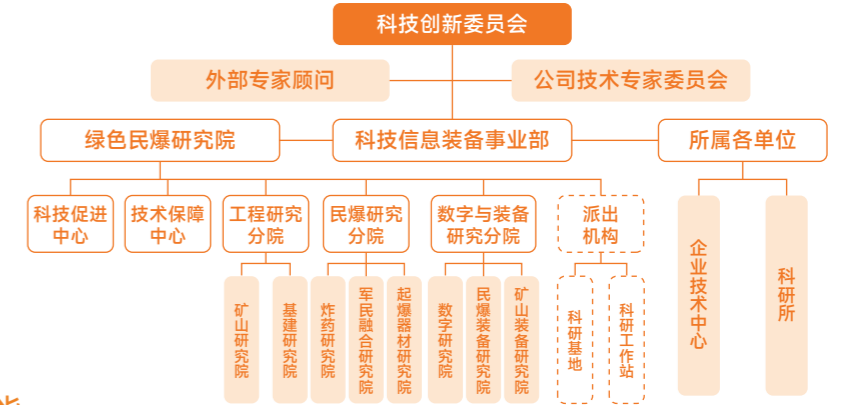 科技创新委员会
外部专家顾问
公司技术专家委员会
绿色民爆研究院
科技信息装备事业部
所属各单位
科技促进
中心
技术保障
中心
工程研究
分院
民爆研究
分院
数字与装备
研究分院
派出
机构
矿山研究院
基建研究院
炸药研究院
军民融合研究院
起爆器材研究院
数字研究院
民爆装备研究院
矿山装备研究院
科研基地
科研工作站
企业技术中心
科研所